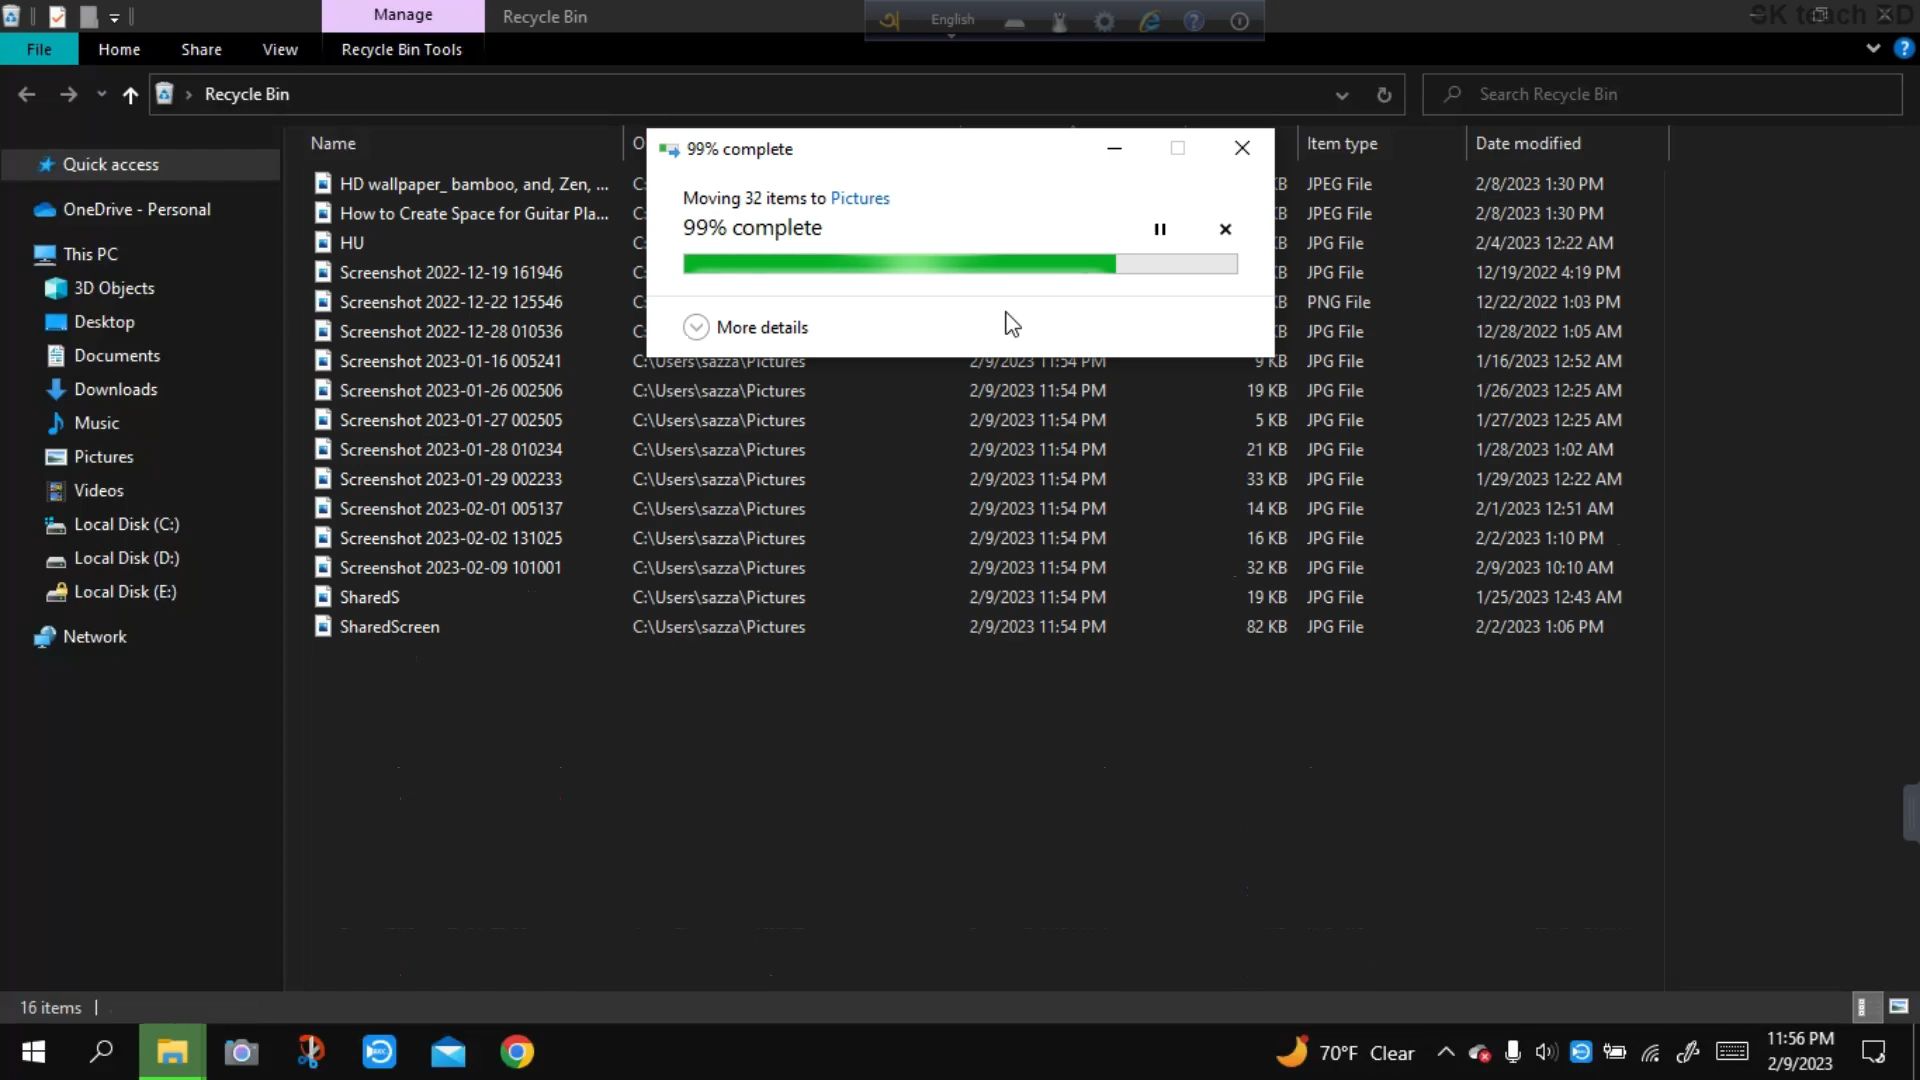 Manage
Recycle Bin
English
SK teach BD
File
Home
Share
View
Recycle Bin Tools
Recycle Bin
Search Recycle Bin
Quick access
OneDrive - Personal
This PC
3D Objects
Desktop
Documents
Downloads
Music
Pictures
Videos
Local Disk (C:)
Local Disk (D:)
Local Disk (E:)
Network
Name
Item type
Date modified
99% complete
Moving 32 items to Pictures
99% complete
More details
HD wallpaper_ bamboo, and, Zen, ... C: KB JPEG File 2/8/2023 1:30 PM
How to Create Space for Guitar Pla... C: JPEG File 2/8/2023 1:30 PM
HU C: KB JPG File 2/4/2023 12:22 AM
Screenshot 2022-12-19 161946 C: KB JPG File 12/19/2022 4:19 PM
Screenshot 2022-12-22 125546 C: KB PNG File 12/22/2022 1:03 PM
Screenshot 2022-12-28 010536 C: KB JPG File 12/28/2022 1:05 AM
Screenshot 2023-01-16 005241 C:\Users\sazza\Pictures 2/9/2023 11:54 PM 9 KB JPG File 1/16/2023 12:52 AM
Screenshot 2023-01-26 002506 C:\Users\sazza\Pictures 2/9/2023 11:54 PM 19 KB JPG File 1/26/2023 12:25 AM
Screenshot 2023-01-27 002505 C:\Users\sazza\Pictures 2/9/2023 11:54 PM 5 KB JPG File 1/27/2023 12:25 AM
Screenshot 2023-01-28 010234 C:\Users\sazza\Pictures 2/9/2023 11:54 PM 21 KB JPG File 1/28/2023 1:02 AM
Screenshot 2023-01-29 002233 C:\Users\sazza\Pictures 2/9/2023 11:54 PM 33 KB JPG File 1/29/2023 12:22 AM
Screenshot 2023-02-01 005137 C:\Users\sazza\Pictures 2/9/2023 11:54 PM 14 KB JPG File 2/1/2023 12:51 AM
Screenshot 2023-02-02 131025 C:\Users\sazza\Pictures 2/9/2023 11:54 PM 16 KB JPG File 2/2/2023 1:10 PM
Screenshot 2023-02-09 101001 C:\Users\sazza\Pictures 2/9/2023 11:54 PM 32 KB JPG File 2/9/2023 10:10 AM
SharedS C:\Users\sazza\Pictures 2/9/2023 11:54 PM 19 KB JPG File 1/25/2023 12:43 AM
SharedScreen C:\Users\sazza\Pictures 2/9/2023 11:54 PM 82 KB JPG File 2/2/2023 1:06 PM
16 items
70°F Clear
11:56 PM
2/9/2023